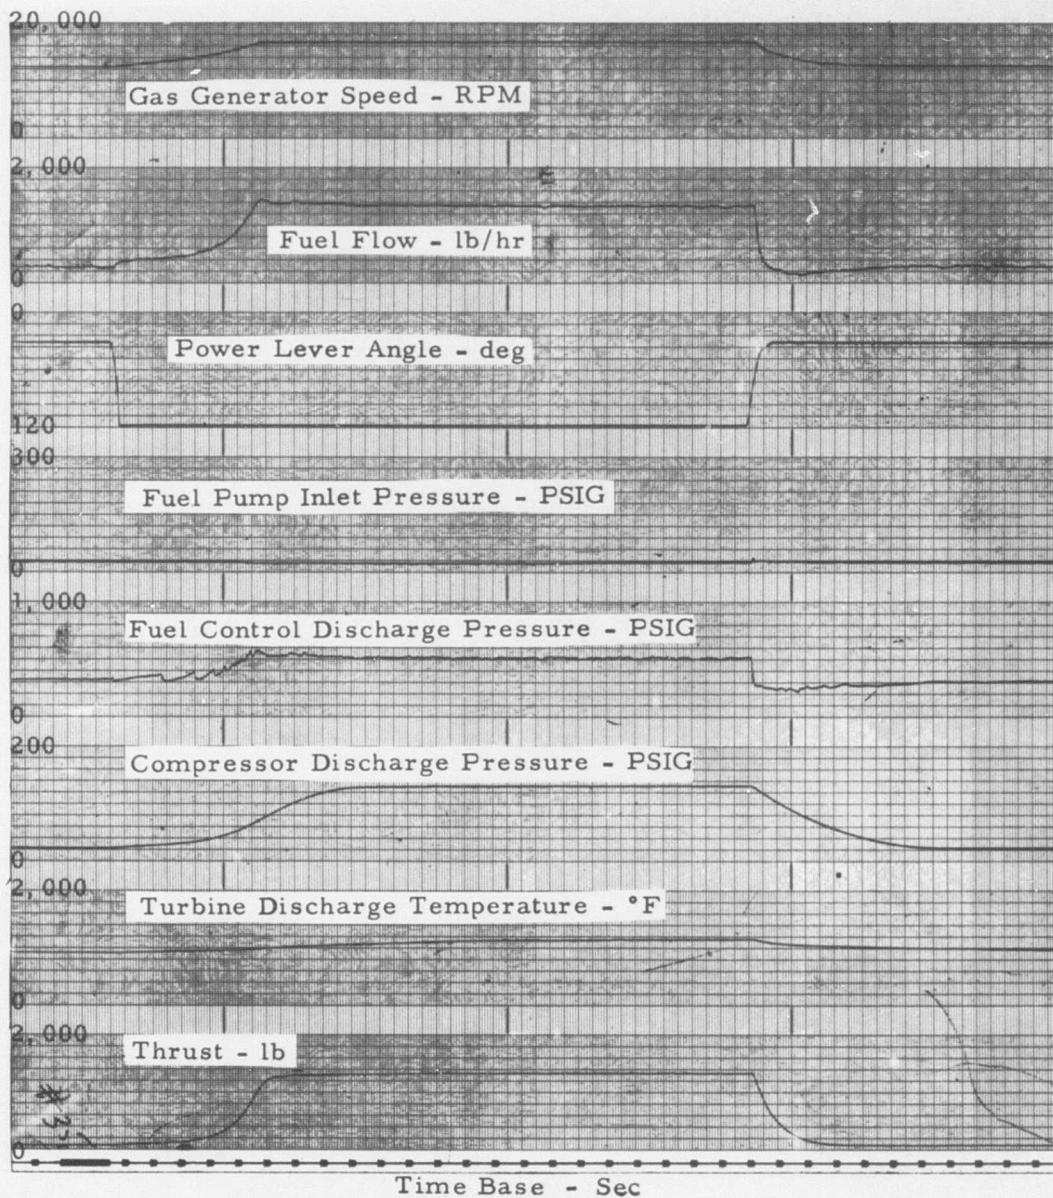 20,000
Gas Generator Speed - RPM
0
2,000
Fuel Flow - lb/hr
0
0
Power Lever Angle - deg
120
300
Fuel Pump Inlet Pressure - PSIG
0
1,000
Fuel Control Discharge Pressure - PSIG
0
200
Compressor Discharge Pressure - PSIG
0
2,000
Turbine Discharge Temperature - °F
0
2,000
Thrust - lb
0
Time Base - Sec